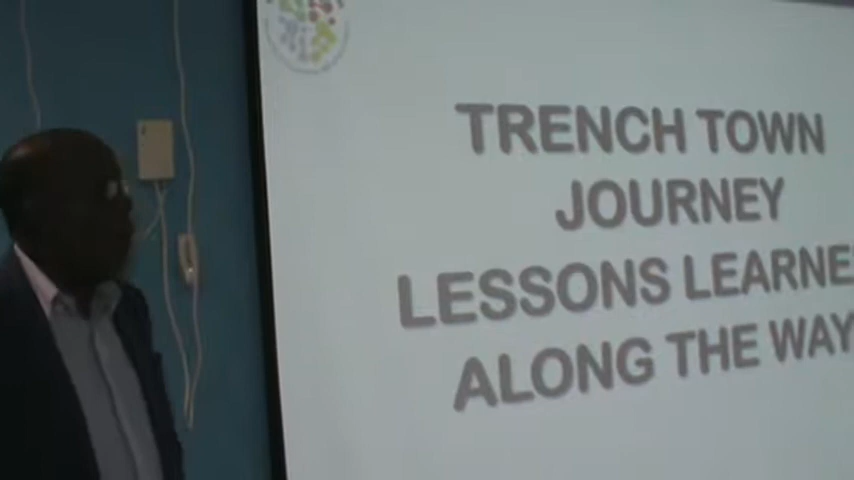 TRENCH TOWN
JOURNEY
LESSONS LEARNE
ALONG THE WAY